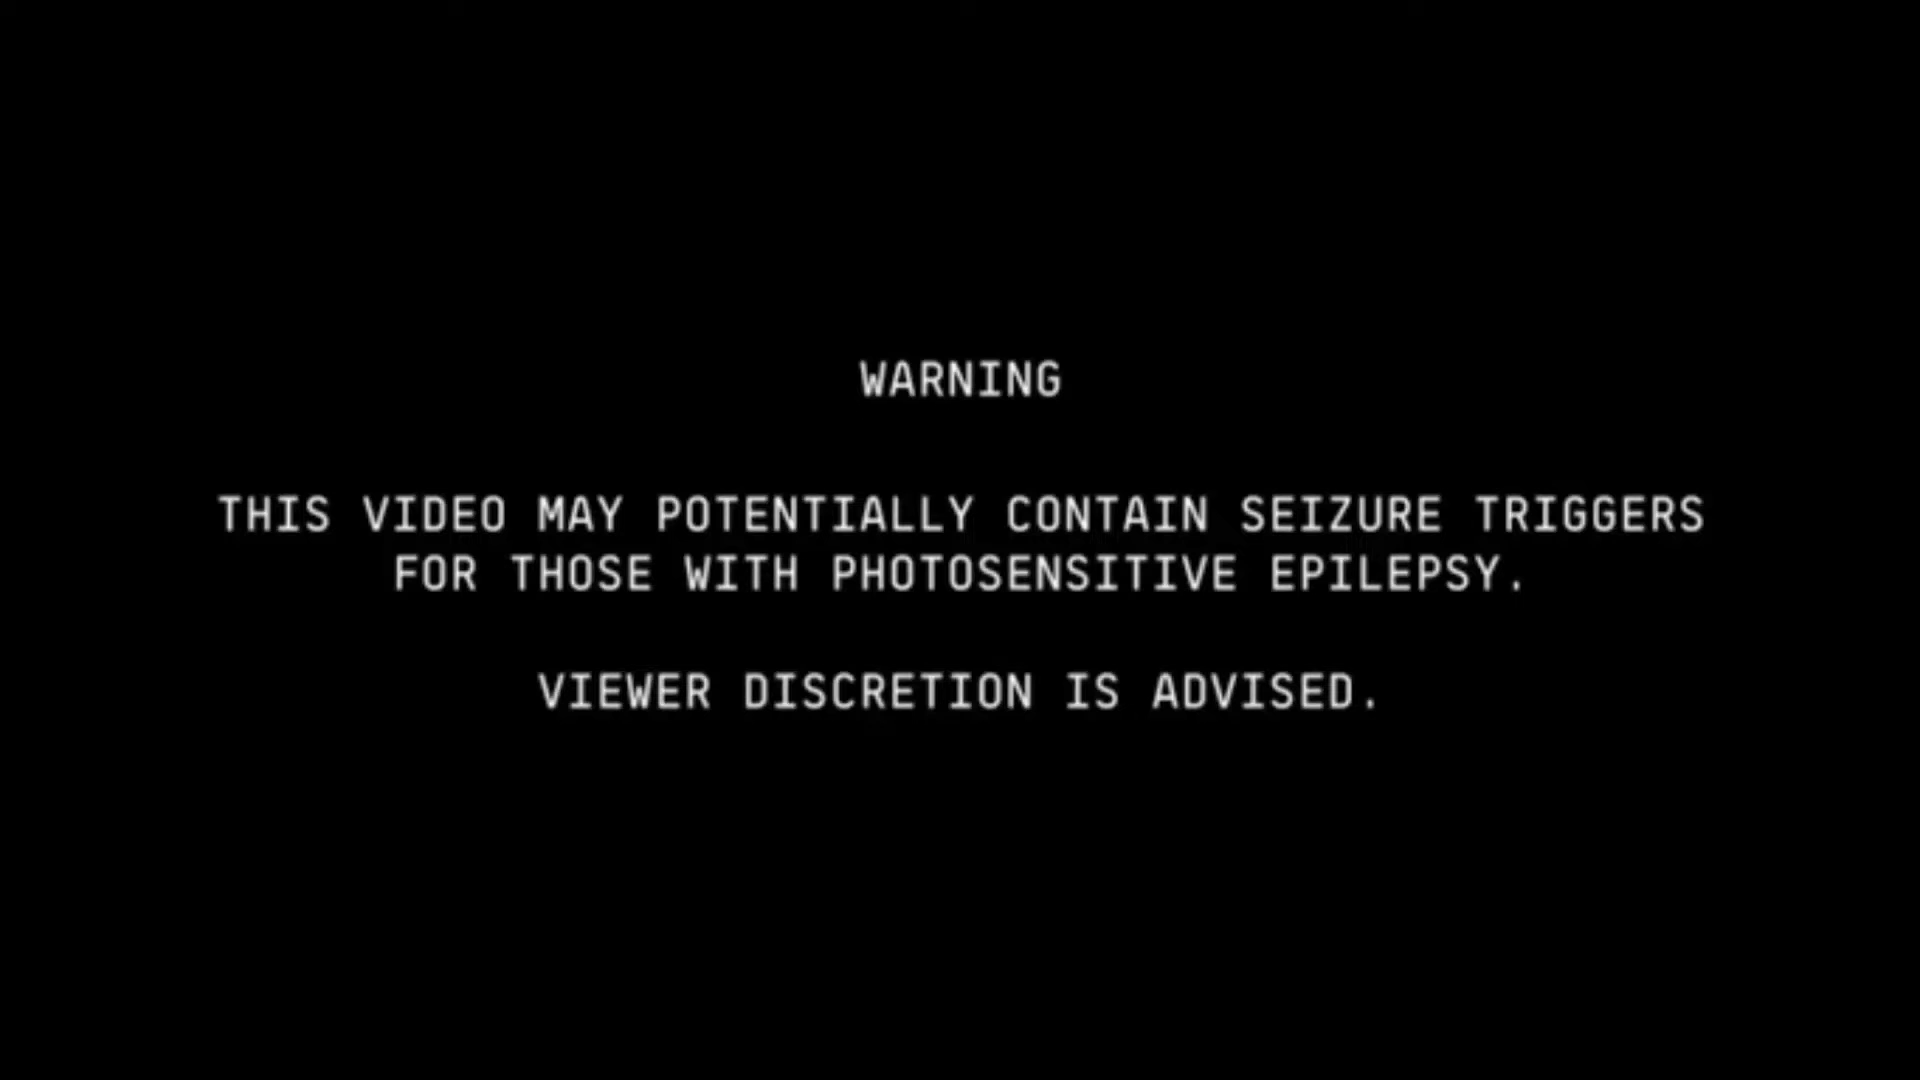 WARNING
THIS VIDEO MAY POTENTIALLY CONTAIN SEIZURE TRIGGERS
FOR THOSE WITH PHOTOSENSITIVE EPILEPSY.
VIEWER DISCRETION IS ADVISED.